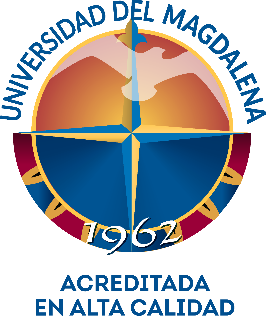 UNIVERSIDAD DEL MAGDALENA
1962
ACREDITADA
EN ALTA CALIDAD